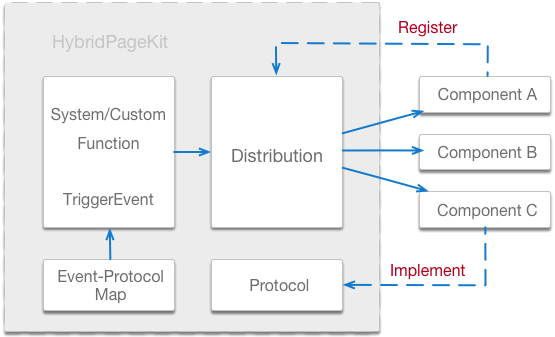 HybridPageKit
Register
System/Custom
Function
TriggerEvent
Distribution
Component A
Component B
Component C
Event-Protocol
Map
Protocol
Implement